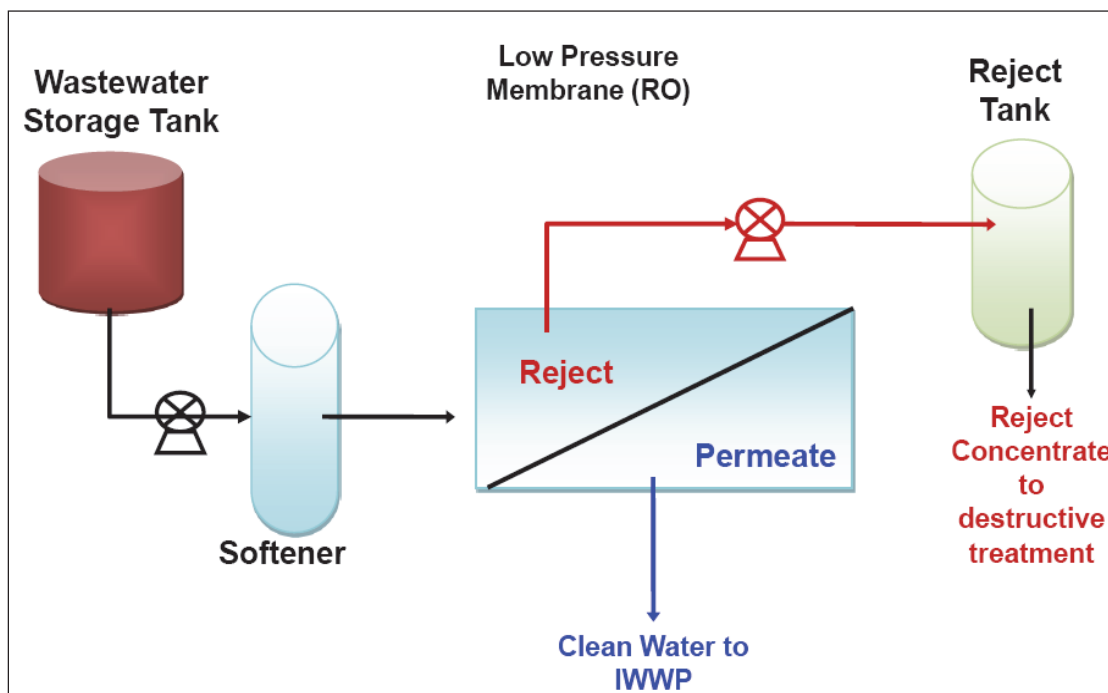 Wastewater
Storage Tank
Low Pressure
Membrane (RO)
Reject
Tank
Reject
Permeate
Softener
Reject
Concentrate
to
destructive
treatment
Clean Water to
IWWP